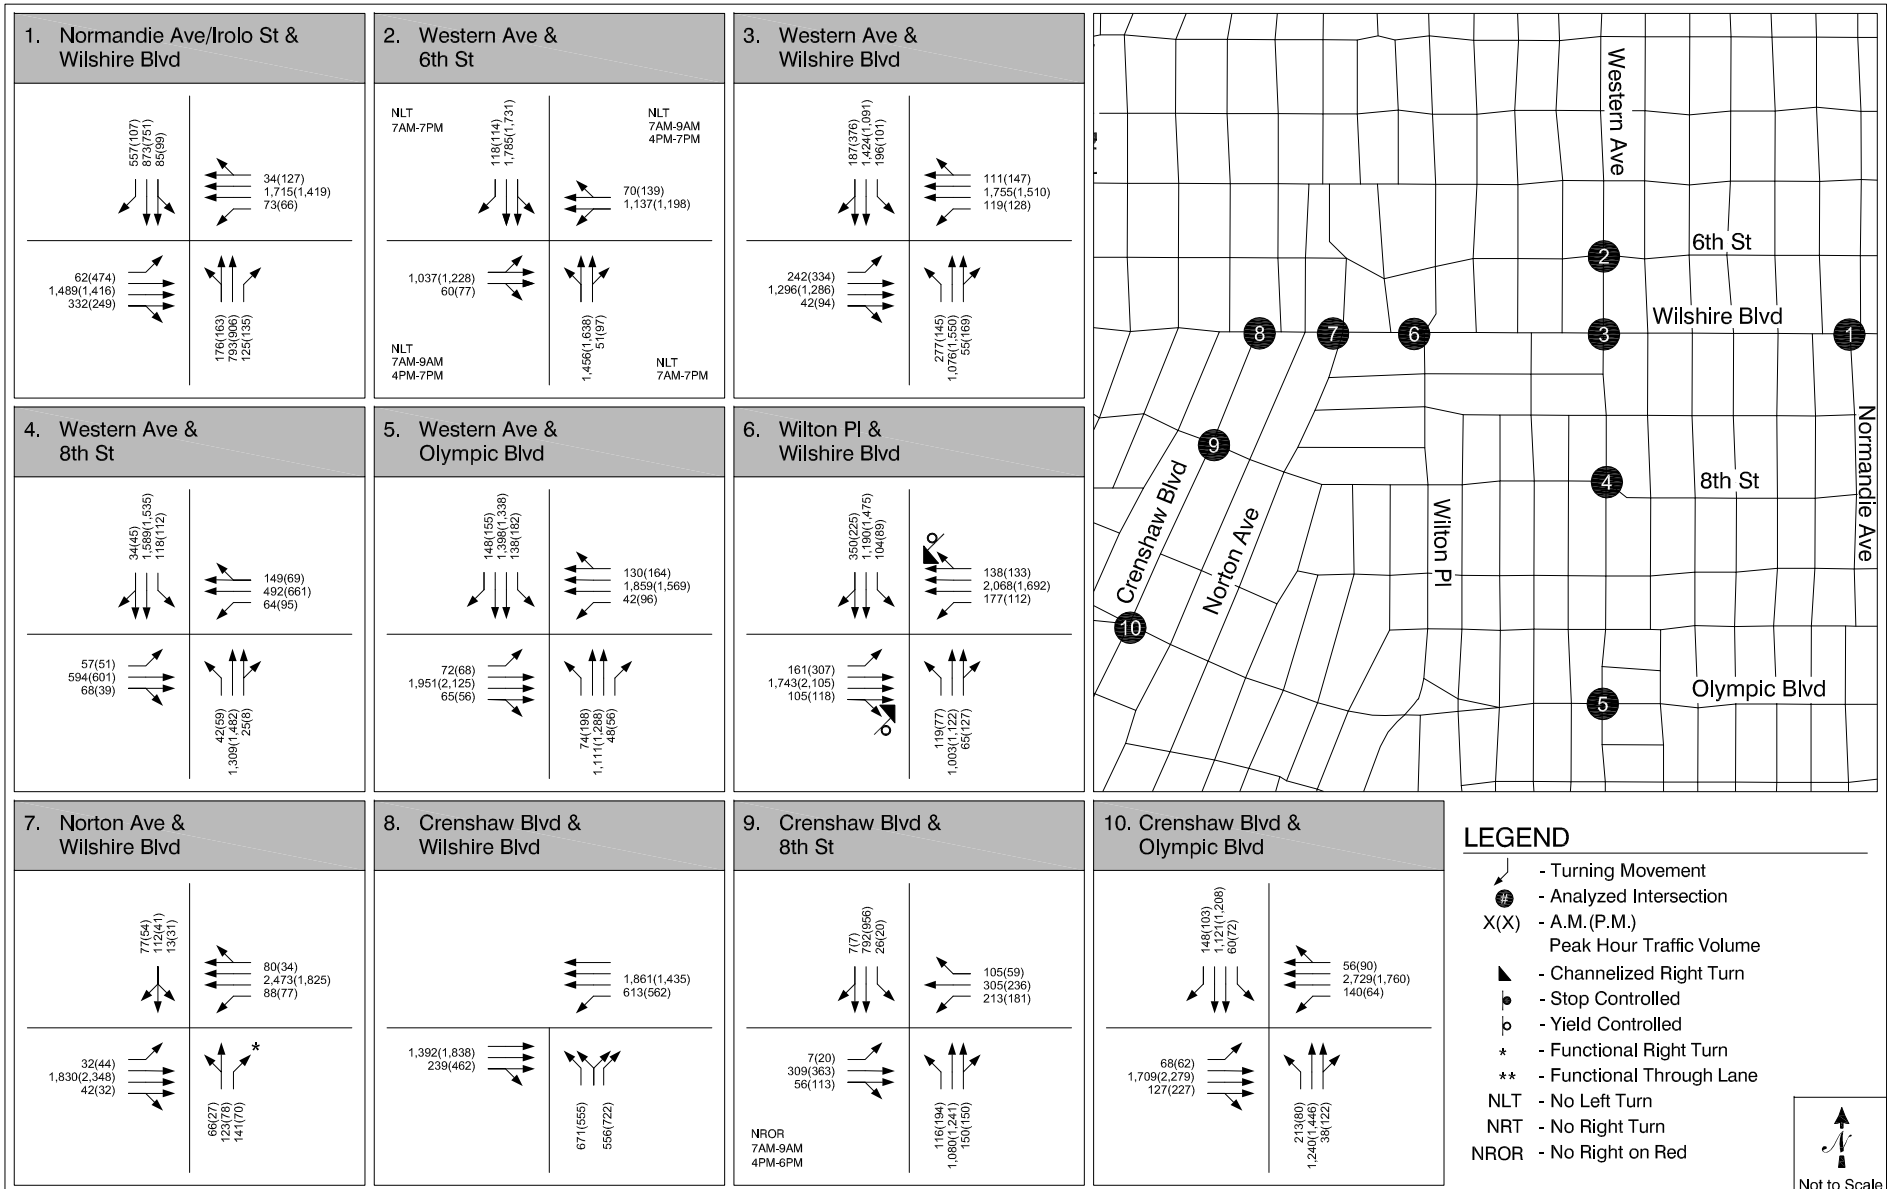 1. Normandie Ave/Irolo St &
Wilshire Blvd
557(107)
873(751)
85(99)
34(127)
1,715(1,419)
73(66)
62(474)
1,489(1,416)
332(249)
176(163)
793(906)
125(135)
2. Western Ave &
6th St
NLT
7AM-7PM
118(114)
1,785(1,731)
NLT
7AM-9AM
4PM-7PM
70(139)
1,137(1,198)
1,037(1,228)
60(77)
NLT
7AM-9AM
4PM-7PM
1,456(1,638)
51(97)
NLT
7AM-7PM
3. Western Ave &
Wilshire Blvd
187(376)
1,424(1,091)
196(101)
111(147)
1,755(1,510)
119(128)
242(334)
1,296(1,286)
42(94)
277(145)
1,076(1,550)
55(169)
4. Western Ave &
8th St
34(45)
1,589(1,535)
118(112)
149(69)
492(661)
64(95)
57(51)
594(601)
68(39)
42(59)
1,309(1,482)
25(8)
5. Western Ave &
Olympic Blvd
148(155)
1,398(1,338)
138(182)
130(164)
1,859(1,569)
42(96)
72(68)
1,951(2,125)
65(56)
74(198)
1,111(1,288)
48(56)
6. Wilton Pl &
Wilshire Blvd
350(225)
1,190(1,475)
104(89)
138(133)
2,068(1,692)
177(112)
161(307)
1,743(2,105)
105(118)
119(77)
1,003(1,122)
65(127)
7. Norton Ave &
Wilshire Blvd
77(54)
112(41)
13(31)
80(34)
2,473(1,825)
88(77)
32(44)
1,830(2,348)
42(32)
*
66(27)
123(78)
141(70)
8. Crenshaw Blvd &
Wilshire Blvd
1,861(1,435)
613(562)
1,392(1,838)
239(462)
671(555)
556(722)
9. Crenshaw Blvd &
8th St
7(7)
792(956)
26(20)
105(59)
305(236)
213(181)
7(20)
309(363)
56(113)
NROR
7AM-9AM
4PM-6PM
116(194)
1,080(1,241)
150(150)
10. Crenshaw Blvd &
Olympic Blvd
148(103)
1,121(1,208)
60(72)
56(90)
2,729(1,760)
140(64)
68(62)
1,709(2,279)
127(227)
213(80)
1,240(1,446)
38(122)
Western Ave
6th St
2
Wilshire Blvd
8
7
6
3
1
Normandie Ave
9
Crenshaw Blvd
4
8th St
Wilton Pl
Norton Ave
10
5
Olympic Blvd
LEGEND
- Turning Movement
# - Analyzed Intersection
X(X) - A.M.(P.M.)
Peak Hour Traffic Volume
- Channelized Right Turn
- Stop Controlled
- Yield Controlled
* - Functional Right Turn
** - Functional Through Lane
NLT - No Left Turn
NRT - No Right Turn
NROR - No Right on Red
N
Not to Scale